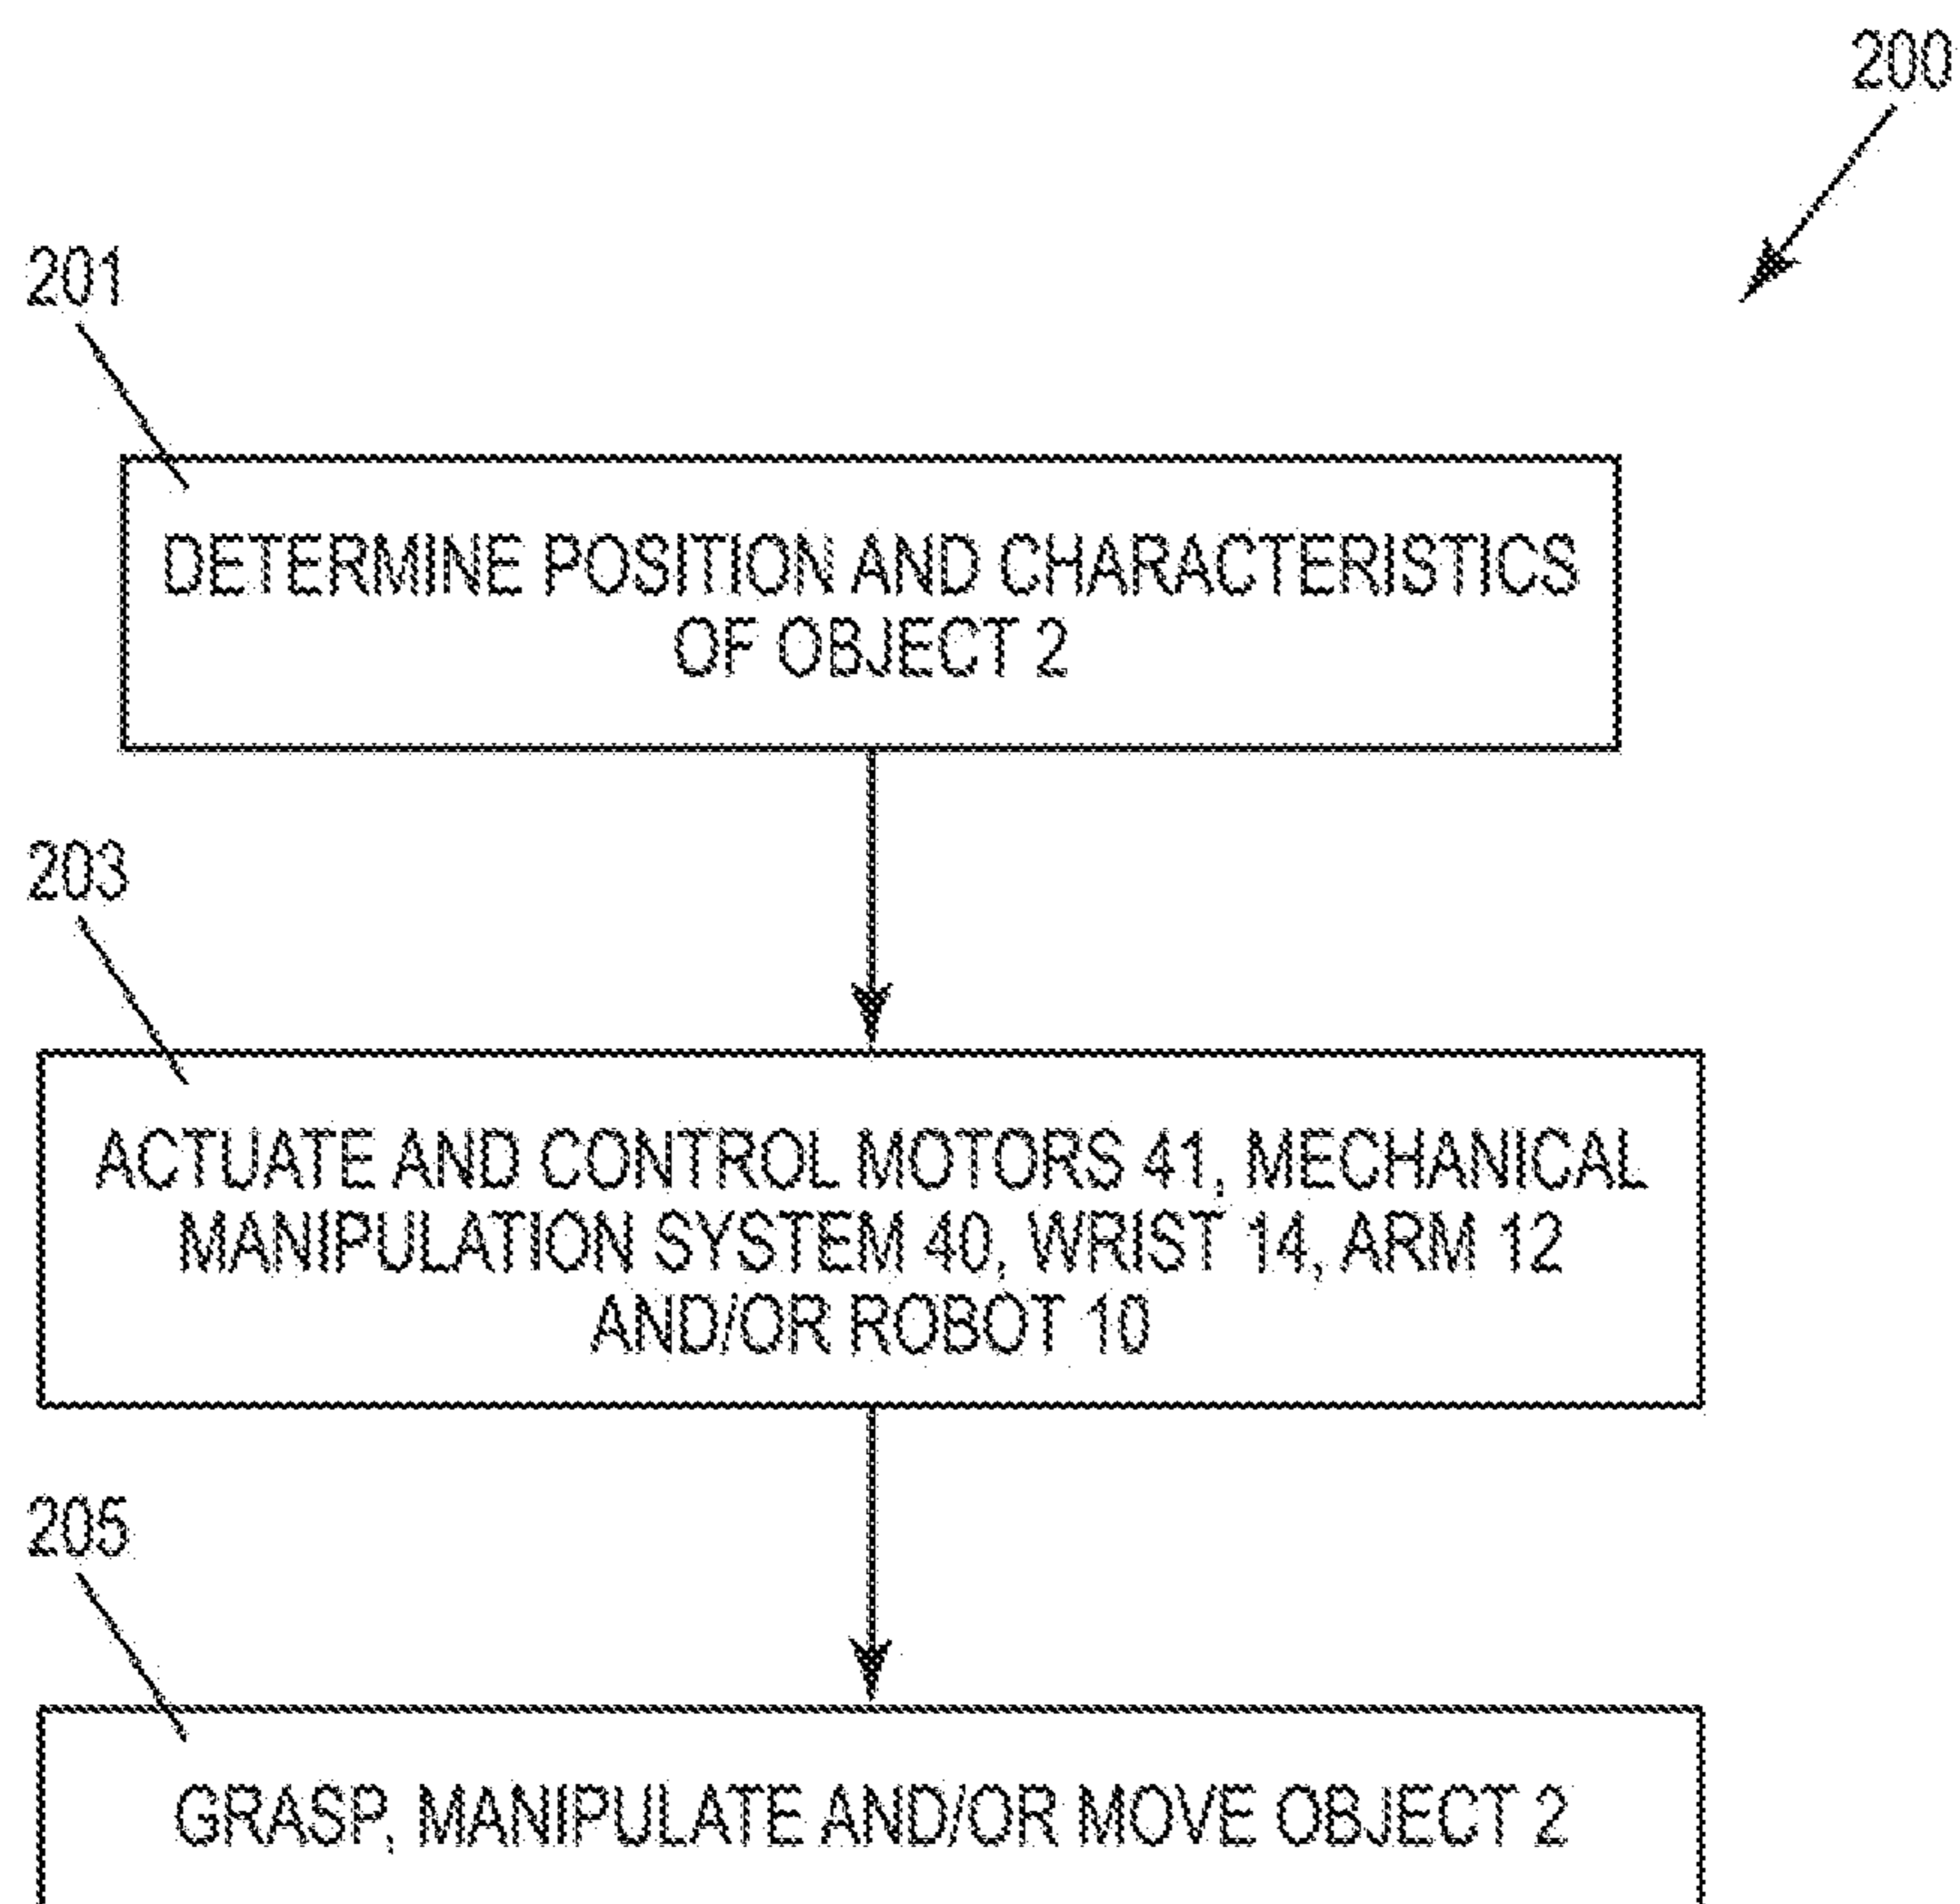 200
201
DETERMINE POSITION AND CHARACTERISTICS
OF OBJECT 2
203
ACTUATE AND CONTROL MOTORS 41, MECHANICAL
MANIPULATION SYSTEM 40, WRIST 14, ARM 12
AND/OR ROBOT 10
205
GRASP, MANIPULATE AND/OR MOVE OBJECT 2